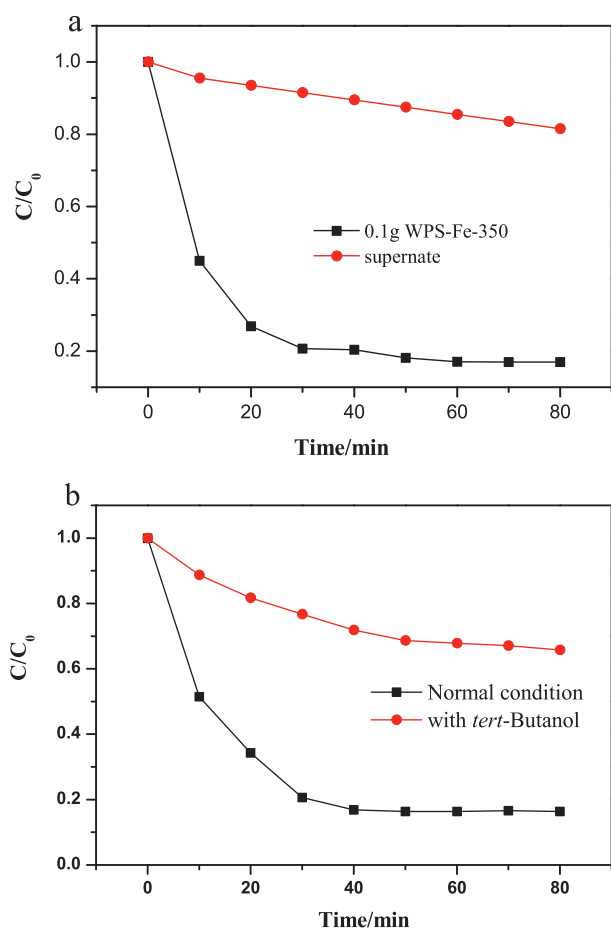 a
1.0
0.8
0.6
0.4
0.2
C/C0
0.1g WPS-Fe-350
supernate
0 20 40 60 80
Time/min
b
1.0
0.8
0.6
0.4
0.2
0.0
C/C0
Normal condition
with tert-Butanol
0 20 40 60 80
Time/min